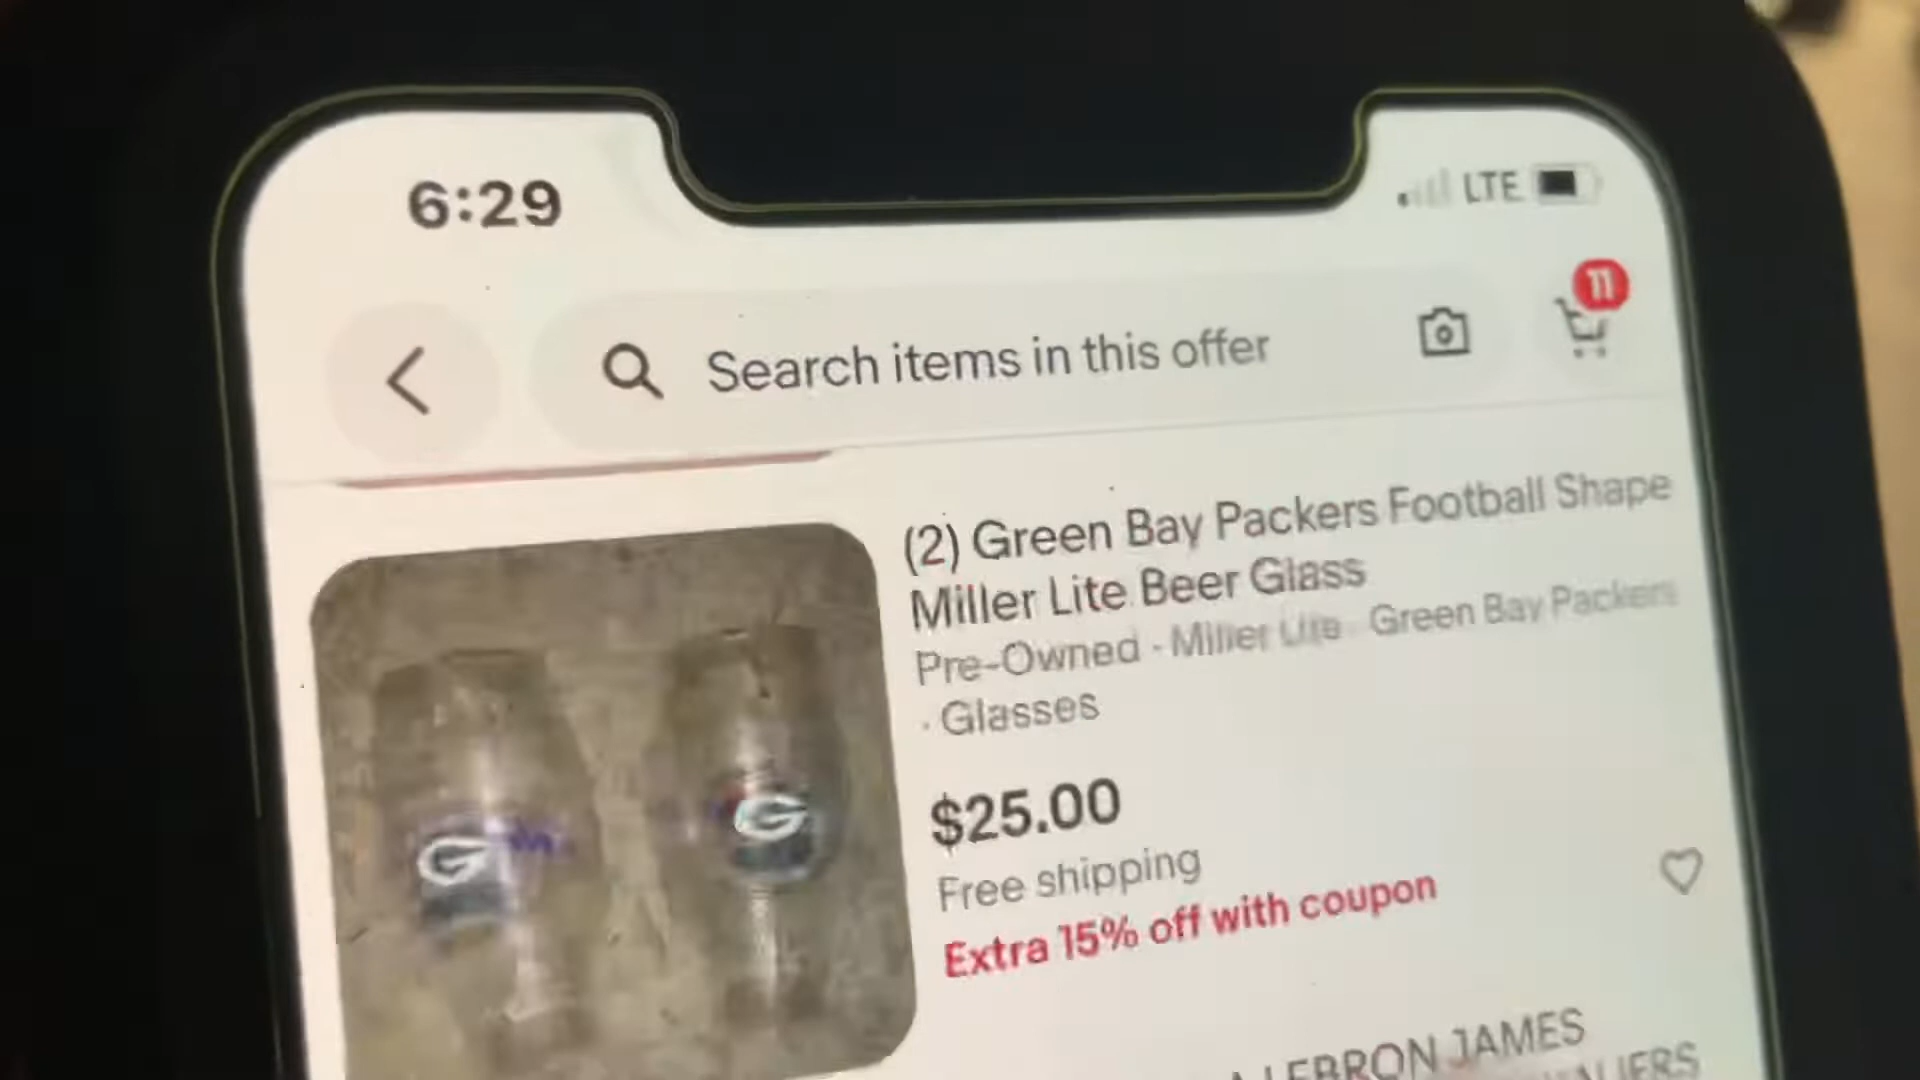 6:29
LTE
11
Search items in this offer
(2) Green Bay Packers Football Shape
Miller Lite Beer Glass
Pre-Owned · Miller Lite · Green Bay Packers
· Glasses
$25.00
Free shipping
Extra 15% off with coupon
G G
LEBRON JAMES